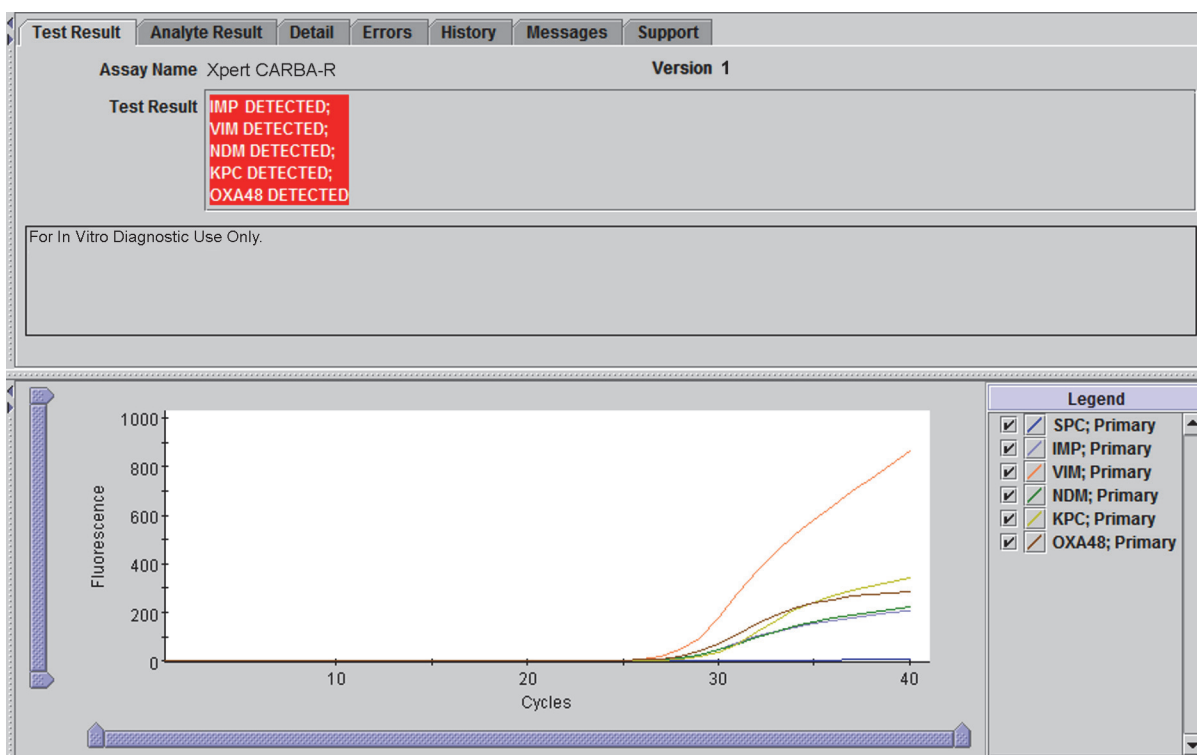 Test Result Analyte Result Detail Errors History Messages Support
Assay Name Xpert CARBA-R Version 1
Test Result IMP DETECTED;
VIM DETECTED;
NDM DETECTED;
KPC DETECTED;
OXA48 DETECTED
For In Vitro Diagnostic Use Only.
1000
800
600
400
200
0
Fluorescence
10 20 30 40
Cycles
Legend
SPC; Primary
IMP; Primary
VIM; Primary
NDM; Primary
KPC; Primary
OXA48; Primary